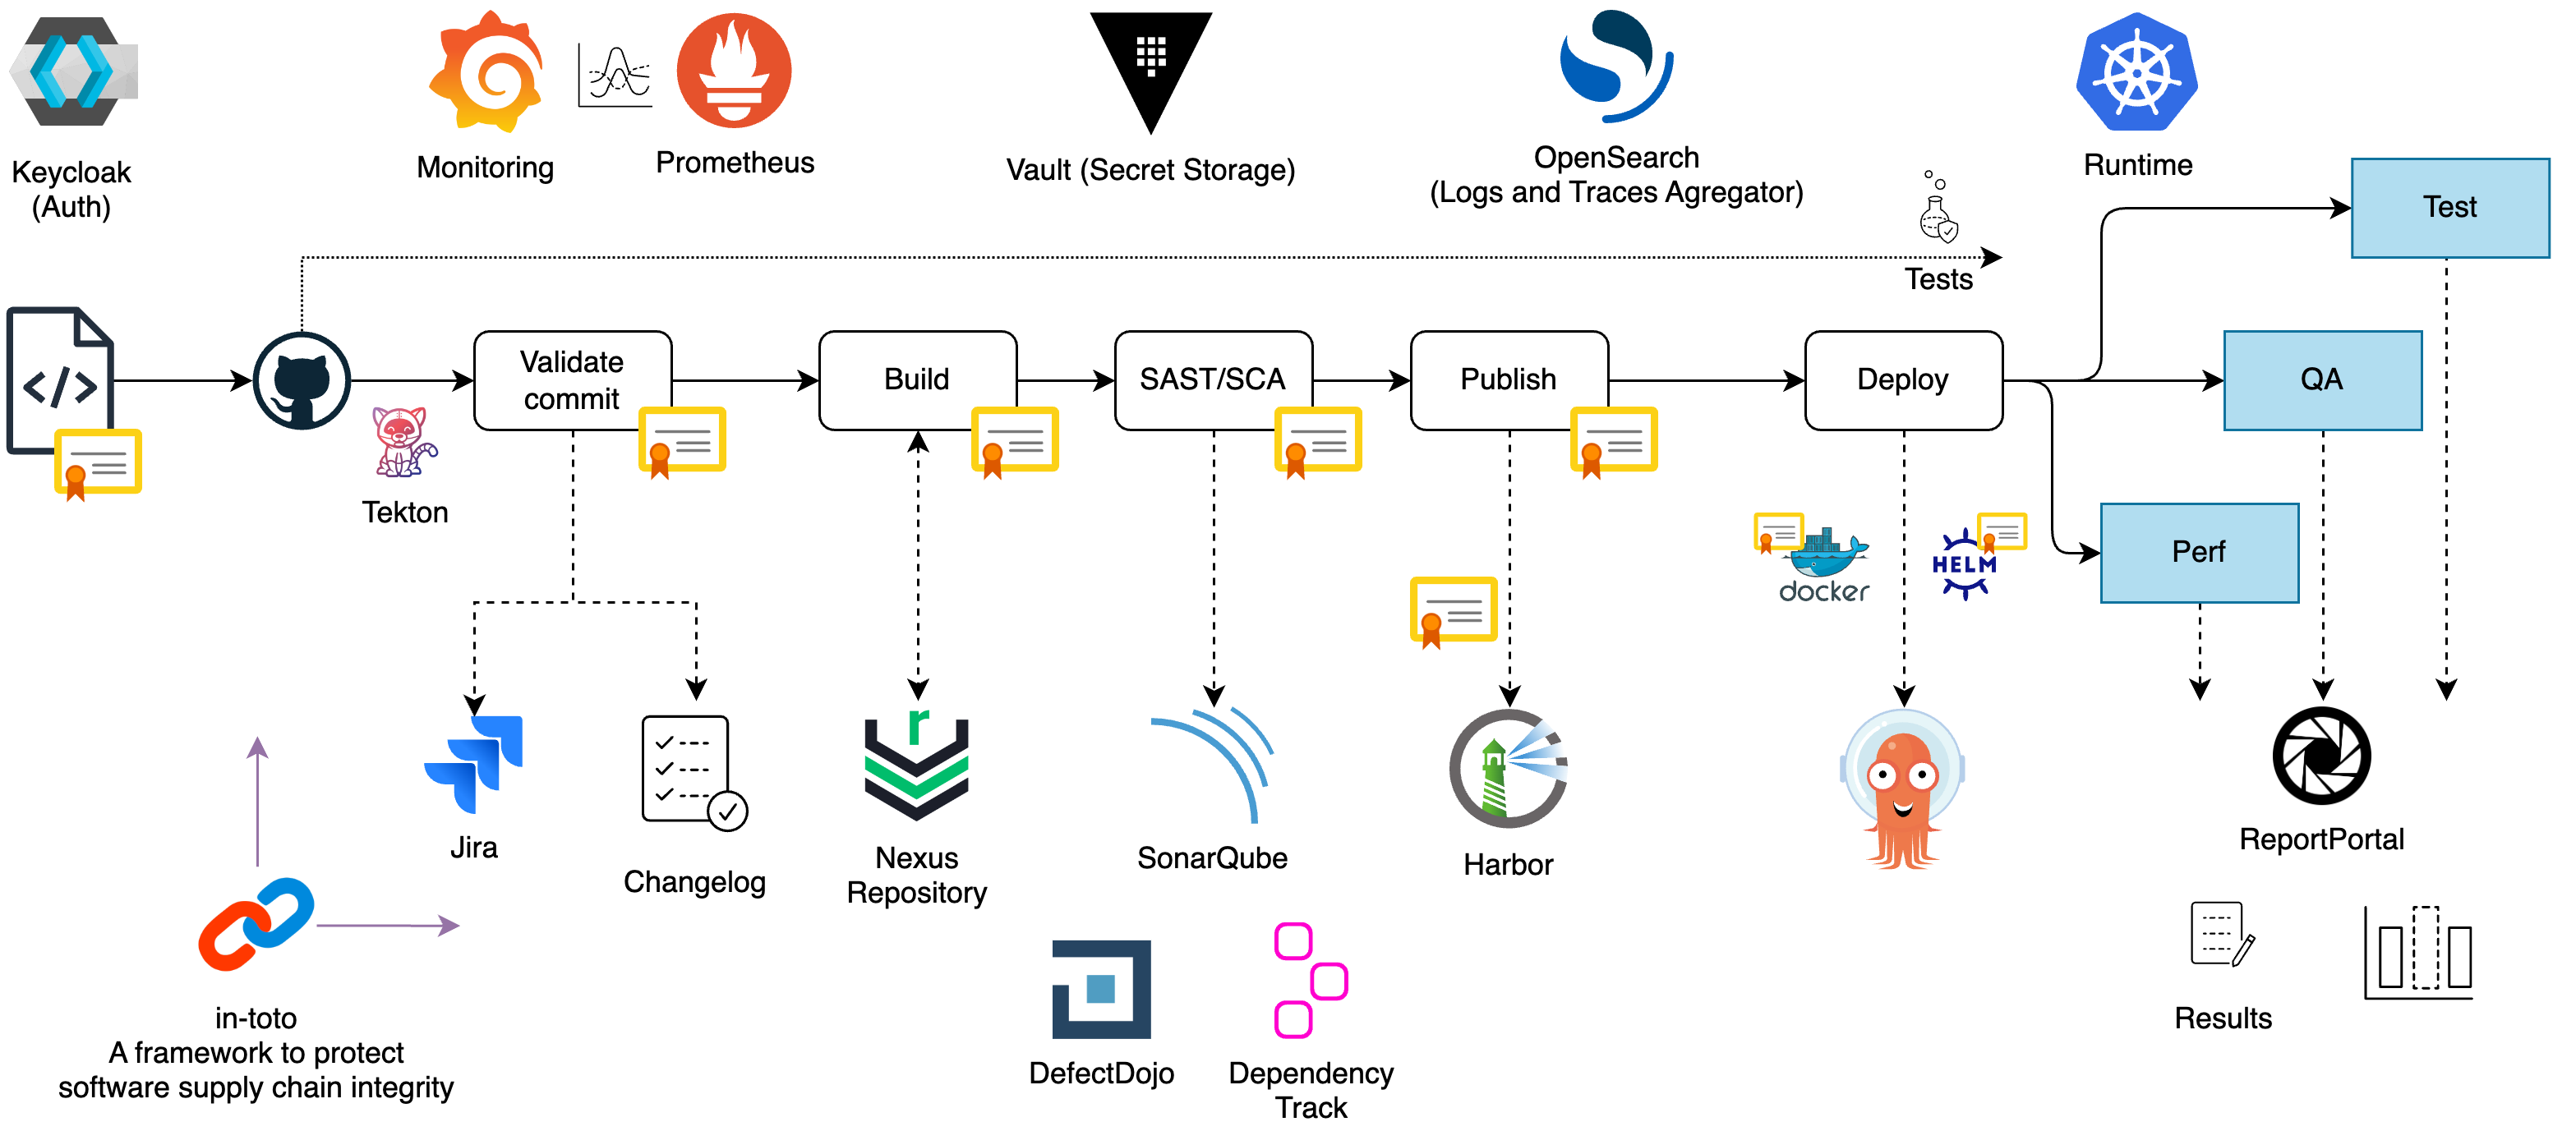 Keycloak
(Auth)
Monitoring
Prometheus
Vault (Secret Storage)
OpenSearch
(Logs and Traces Agregator)
Runtime
Test
Tests
</>
Validate
commit
Build
SAST/SCA
Publish
Deploy
QA
Tekton
docker
HELM
Perf
r
Jira
Changelog
Nexus
Repository
SonarQube
Harbor
ReportPortal
in-toto
A framework to protect
software supply chain integrity
DefectDojo
Dependency
Track
Results